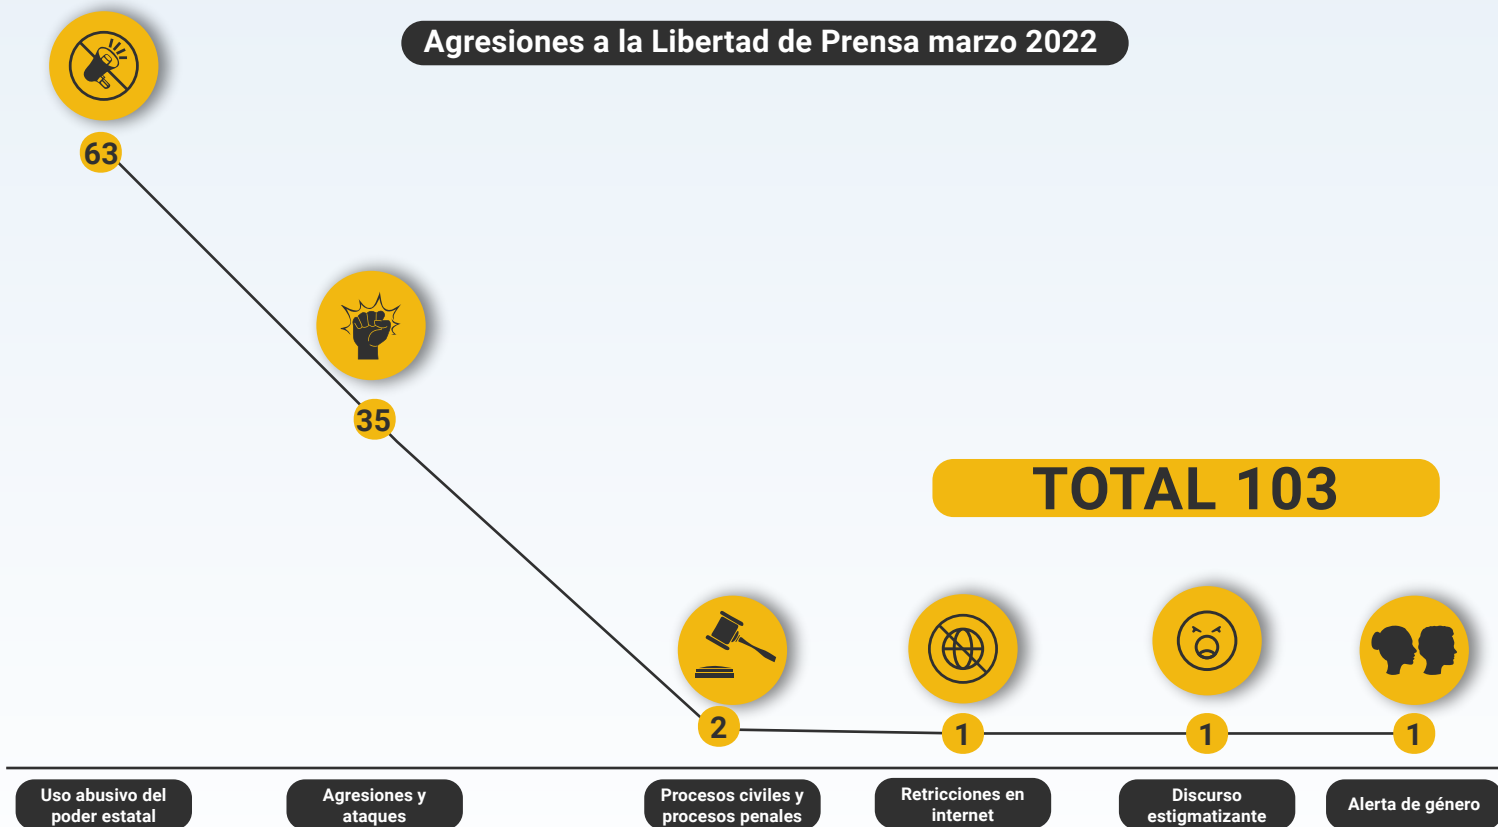 Agresiones a la Libertad de Prensa marzo 2022
63
35
TOTAL 103
2
1
1
1
Uso abusivo del
poder estatal
Agresiones y
ataques
Procesos civiles y
procesos penales
Retricciones en
internet
Discurso
estigmatizante
Alerta de género